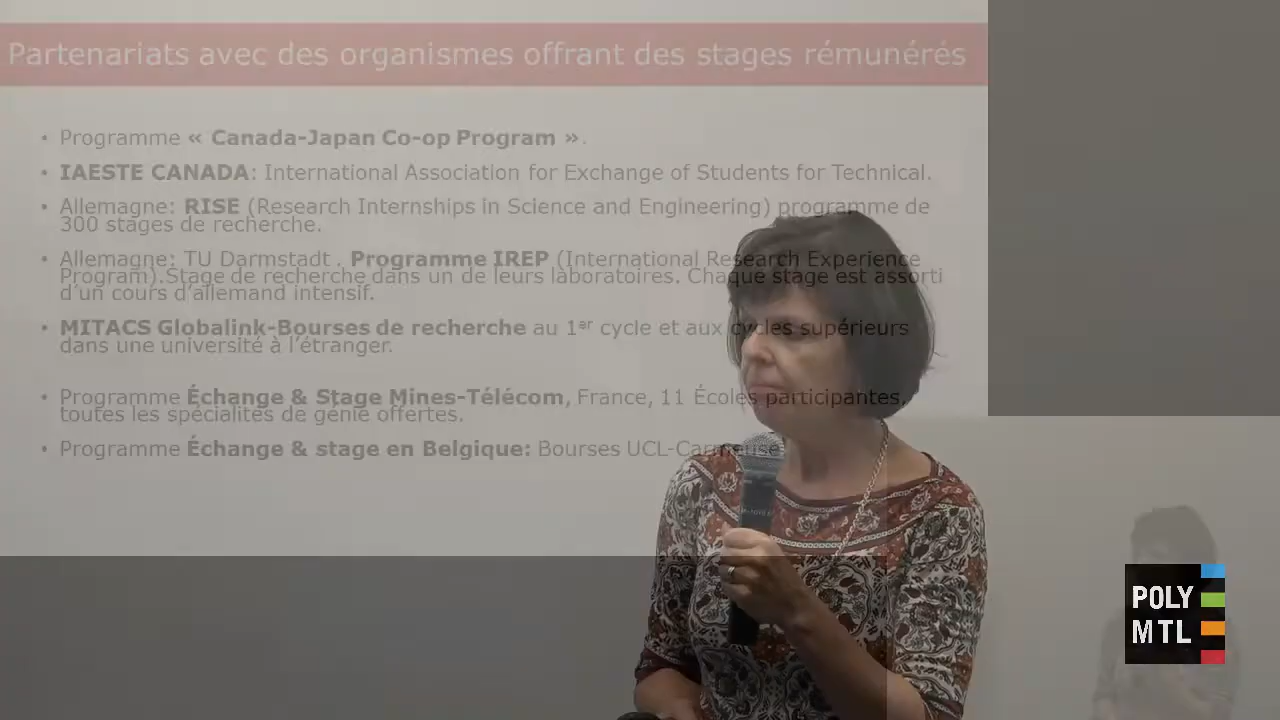 Partenariats avec des organismes offrant des stages rémunérés
• Programme « Canada-Japan Co-op Program ».
• IAESTE CANADA: International Association for Exchange of Students for Technical.
• Allemagne: RISE (Research Internships in Science and Engineering) programme de
300 stages de recherche.
• Allemagne: TU Darmstadt . Programme IREP (International Research Experience
Program).Stage de recherche dans un de leurs laboratoires. Chaque stage est assorti
d'un cours d'allemand intensif.
• MITACS Globalink-Bourses de recherche au 1er cycle et aux cycles supérieurs
dans une université à l'étranger.
• Programme Échange & Stage Mines-Télécom, France, 11 Écoles participantes,
toutes les spécialités de génie offertes.
• Programme Échange & stage en Belgique: Bourses UCL-Carmeuse
POLY
MTL